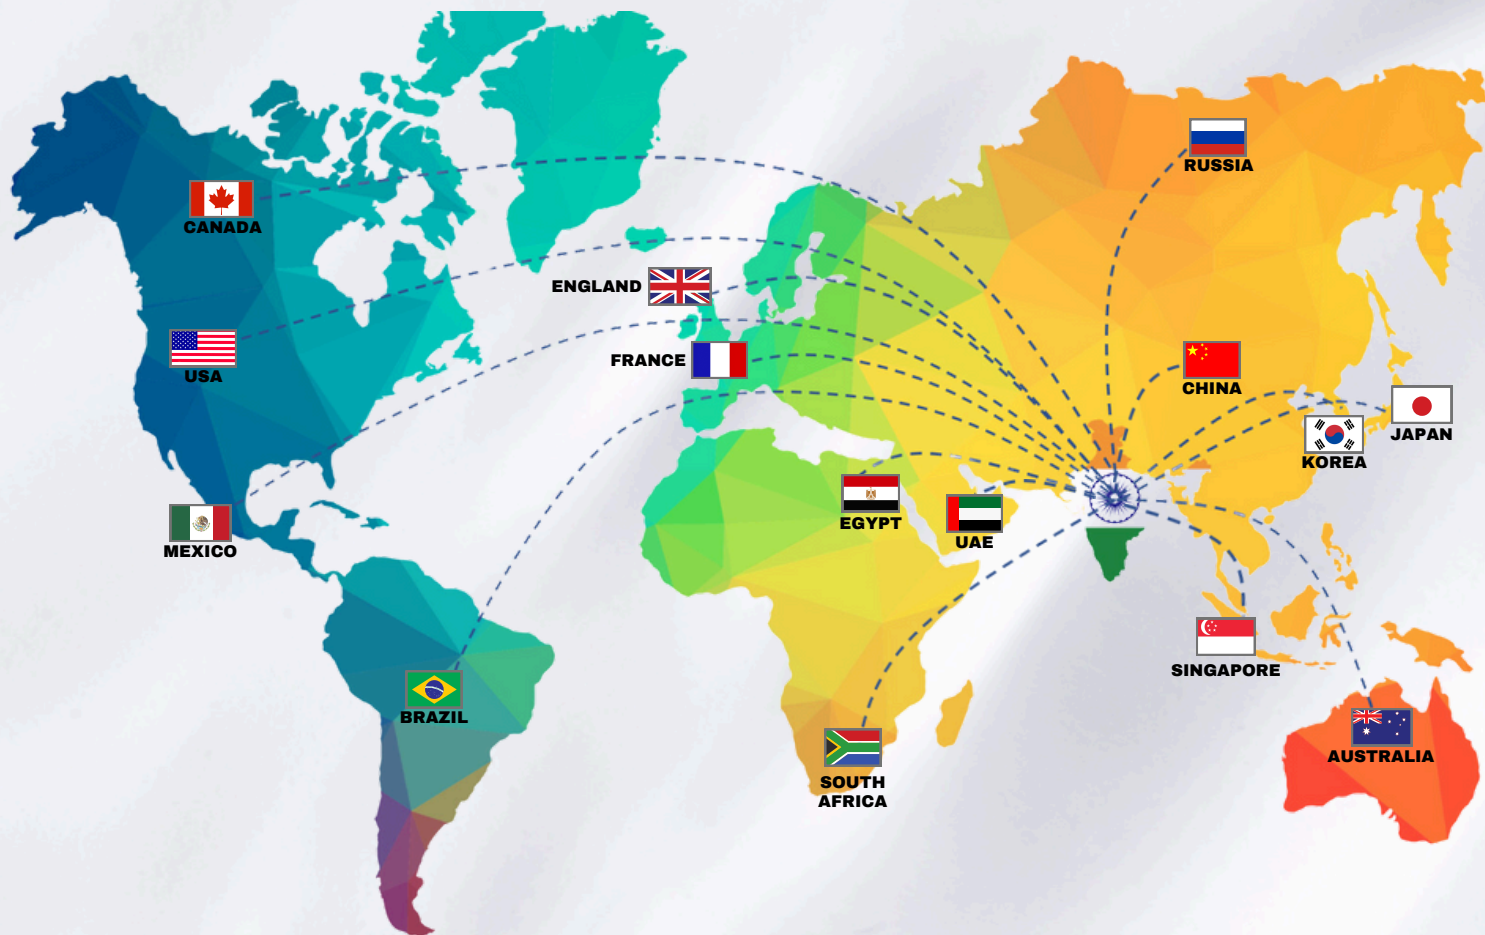 RUSSIA
CANADA
ENGLAND
FRANCE
USA
CHINA
JAPAN
KOREA
EGYPT
UAE
MEXICO
SINGAPORE
BRAZIL
AUSTRALIA
SOUTH
AFRICA